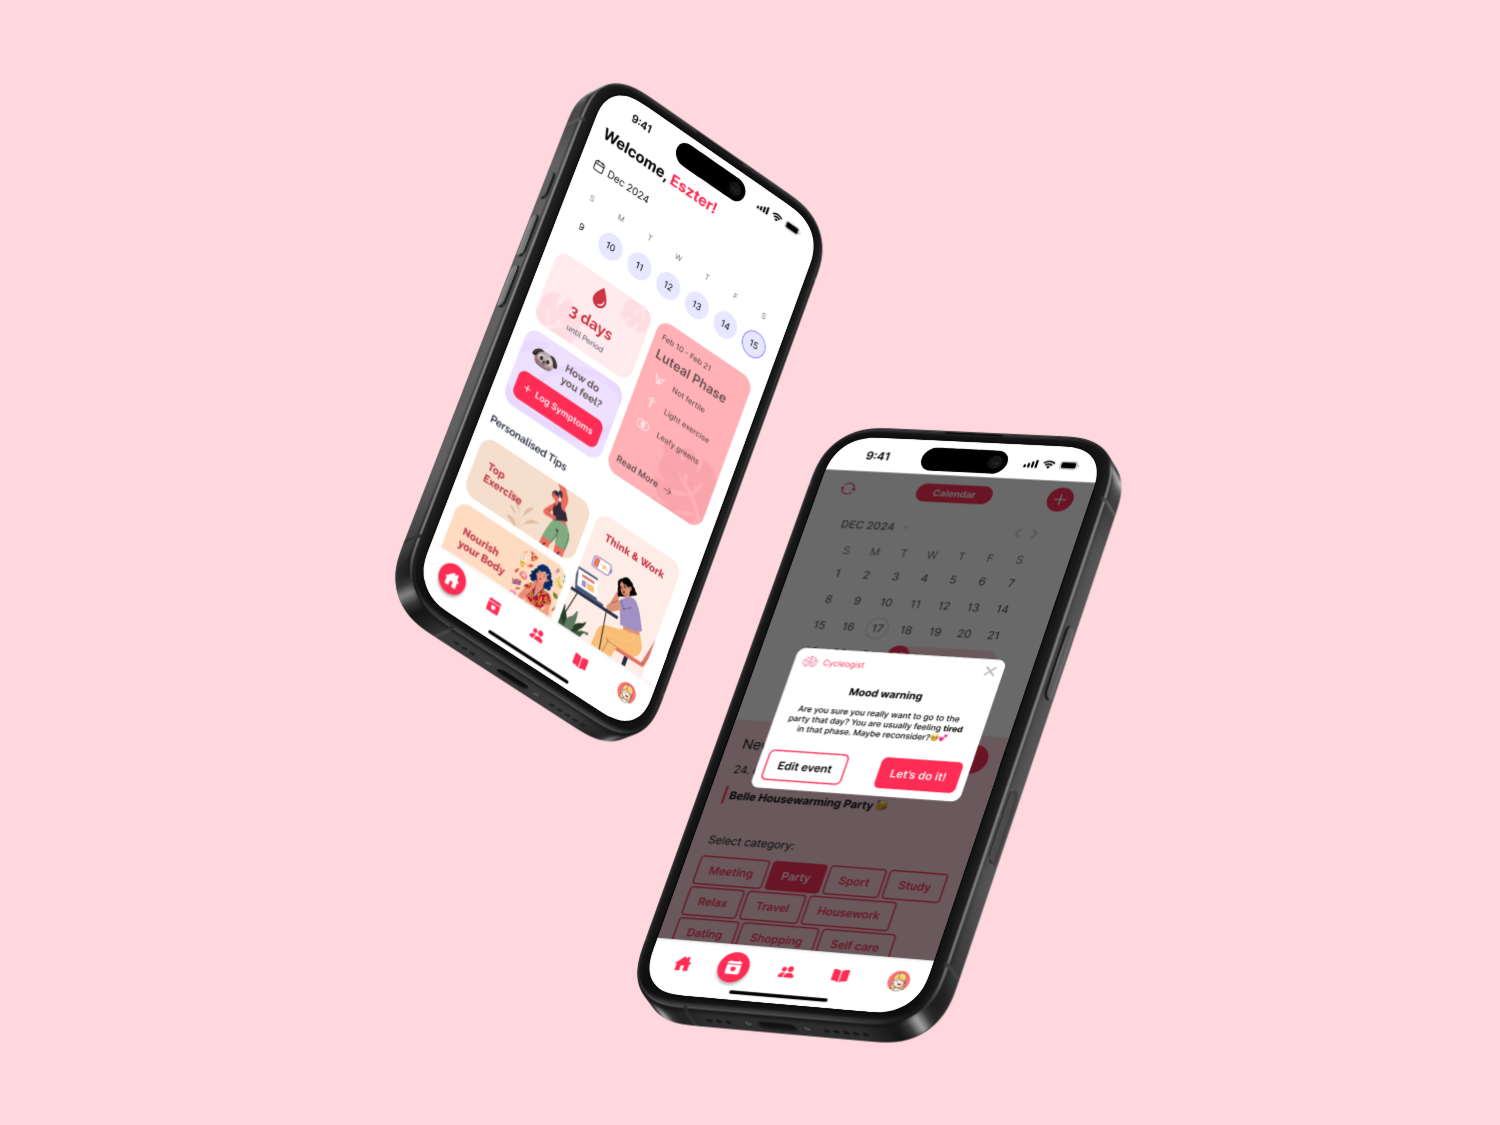 9:41
Welcome, Eszter!
Dec 2024
S M T W T F S
9 10 11 12 13 14 15
3 days
until Period
How do
you feel?
+ Log Symptoms
Feb 10 - Feb 21
Luteal Phase
Not fertile
Light exercise
Leafy greens
Read More →
Personalised Tips
Top
Exercise
Nourish
your Body
Think & Work
9:41
Calendar
DEC 2024
S M T W T F S
1 2 3 4 5 6 7
8 9 10 11 12 13 14
15 16 17 18 19 20 21
Cycleogist
Mood warning
Are you sure you really want to go to the
party that day? You are usually feeling tired
in that phase. Maybe reconsider?
Edit event
Let's do it!
24.
Belle Housewarming Party
Select category:
Meeting Party Sport Study
Relax Travel Housework
Dating Shopping Self care